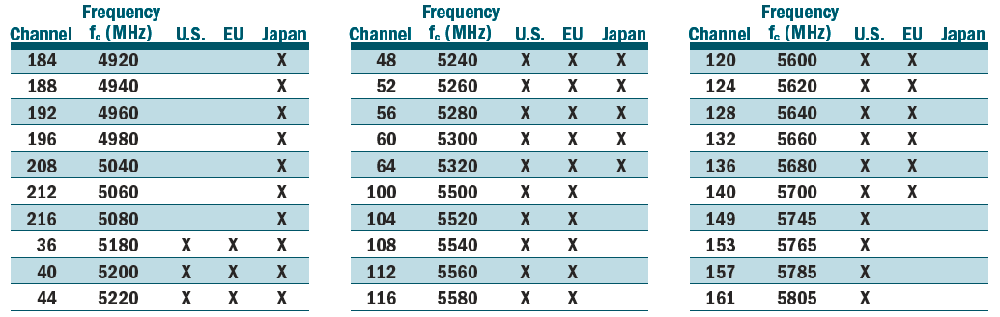 Frequency
Channel fc (MHz) U.S. EU Japan
184 4920 X
188 4940 X
192 4960 X
196 4980 X
208 5040 X
212 5060 X
216 5080 X
36 5180 X X X
40 5200 X X X
44 5220 X X X
Frequency
Channel fc (MHz) U.S. EU Japan
48 5240 X X X
52 5260 X X X
56 5280 X X X
60 5300 X X X
64 5320 X X X
100 5500 X X
104 5520 X X
108 5540 X X
112 5560 X X
116 5580 X X
Frequency
Channel fc (MHz) U.S. EU Japan
120 5600 X X
124 5620 X X
128 5640 X X
132 5660 X X
136 5680 X X
140 5700 X X
149 5745 X
153 5765 X
157 5785 X
161 5805 X